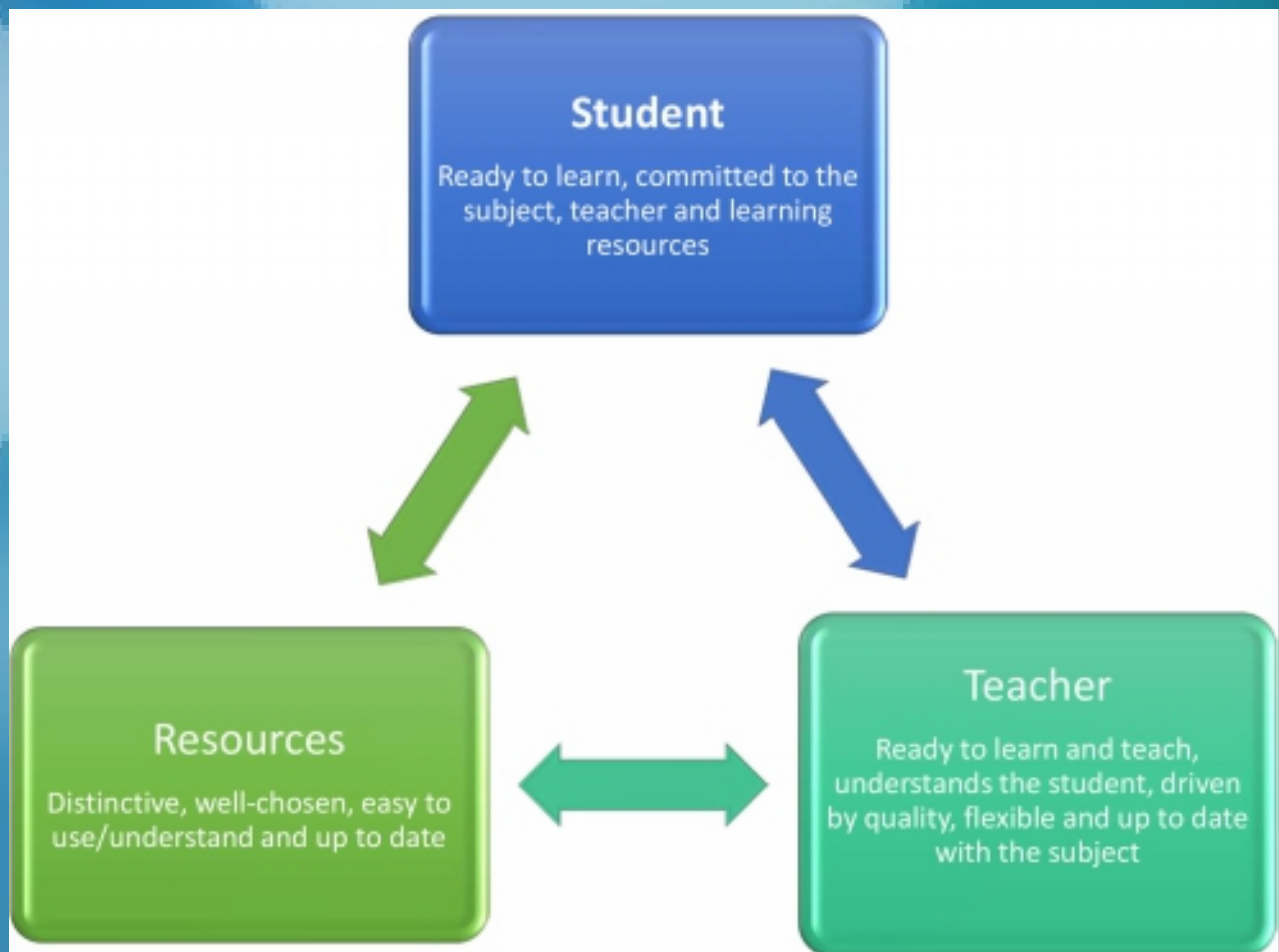 Student
Ready to learn, committed to the
subject, teacher and learning
resources
Resources
Distinctive, well-chosen, easy to
use/understand and up to date
Teacher
Ready to learn and teach,
understands the student, driven
by quality, flexible and up to date
with the subject